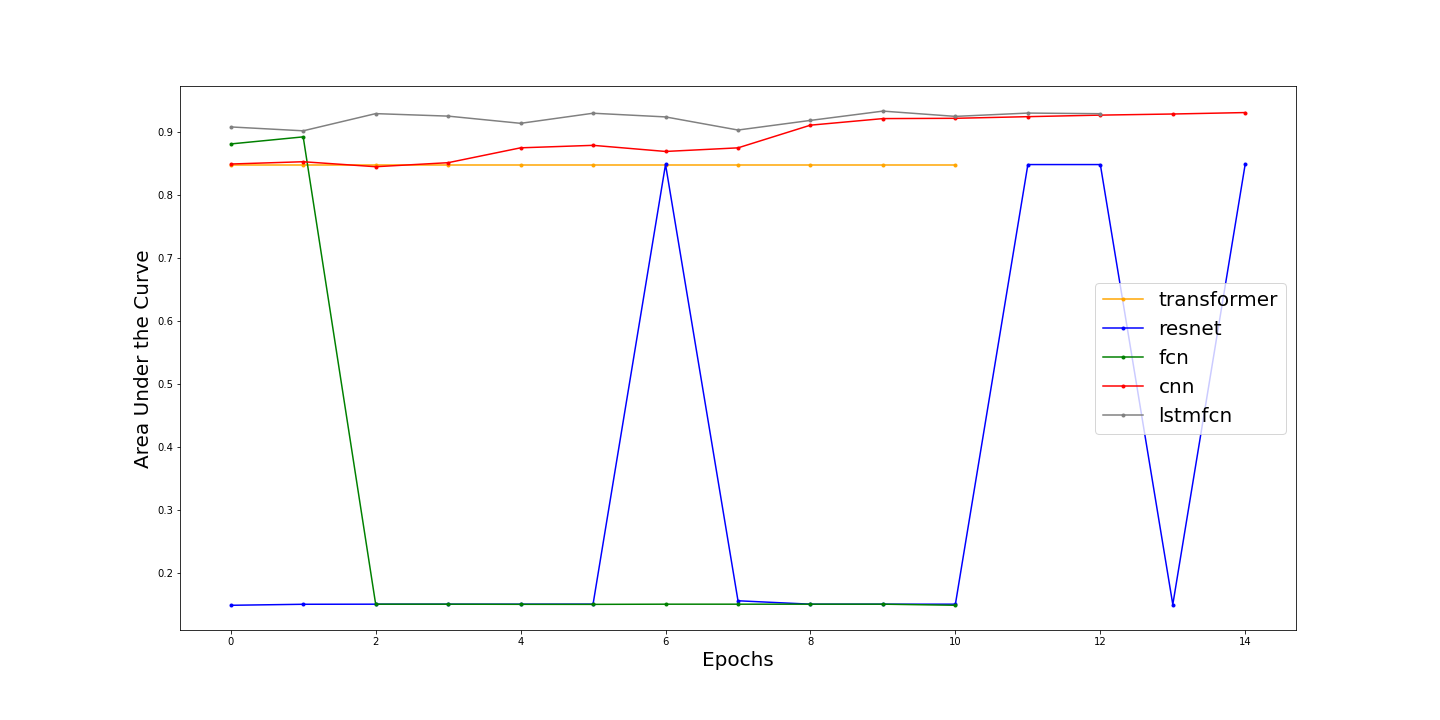 Area Under the Curve
0.9
0.8
0.7
0.6
0.5
0.4
0.3
0.2
transformer
resnet
fcn
cnn
lstmfcn
0 2 4 6 8 10 12 14
Epochs